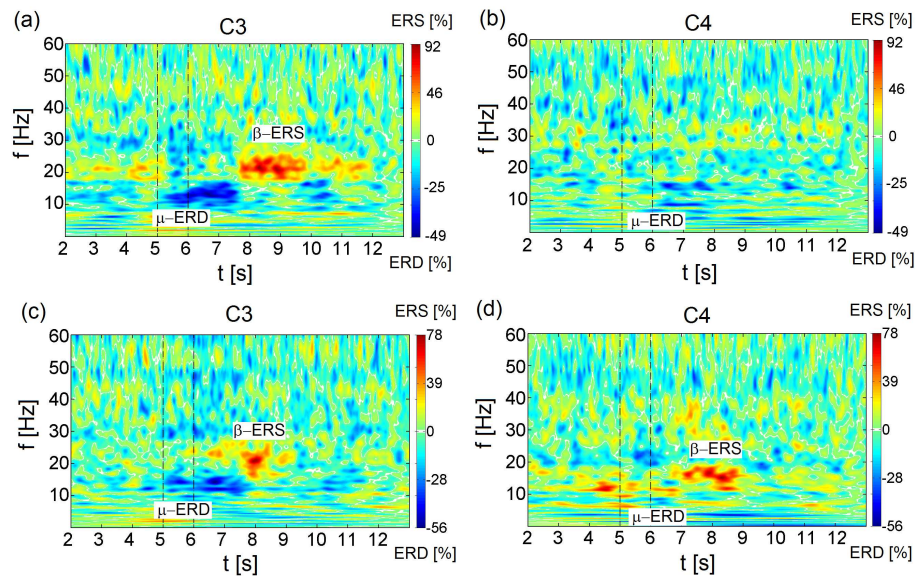 (a)
C3
ERS [%]
60
50
40
30
20
10
f [Hz]
β−ERS
μ−ERD
2 3 4 5 6 7 8 9 10 11 12
t [s]
92
46
0
-25
-49
ERD [%]
(b)
C4
ERS [%]
60
50
40
30
20
10
f [Hz]
μ−ERD
2 3 4 5 6 7 8 9 10 11 12
t [s]
92
46
0
-25
-49
ERD [%]
(c)
C3
ERS [%]
60
50
40
30
20
10
f [Hz]
β−ERS
μ−ERD
2 3 4 5 6 7 8 9 10 11 12
t [s]
78
39
0
-28
-56
ERD [%]
(d)
C4
ERS [%]
60
50
40
30
20
10
f [Hz]
β−ERS
μ−ERD
2 3 4 5 6 7 8 9 10 11 12
t [s]
78
39
0
-28
-56
ERD [%]